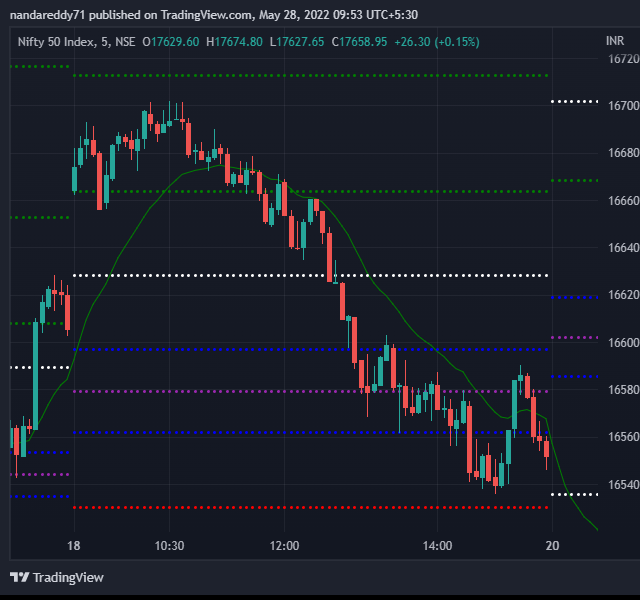 nandareddy71 published on TradingView.com, May 28, 2022 09:53 UTC+5:30
Nifty 50 Index, 5, NSE O17629.60 H17674.80 L17627.65 C17658.95 +26.30 (+0.15%)
INR
16720
16700
16680
16660
16640
16620
16600
16580
16560
16540
18 10:30 12:00 14:00 20
TradingView